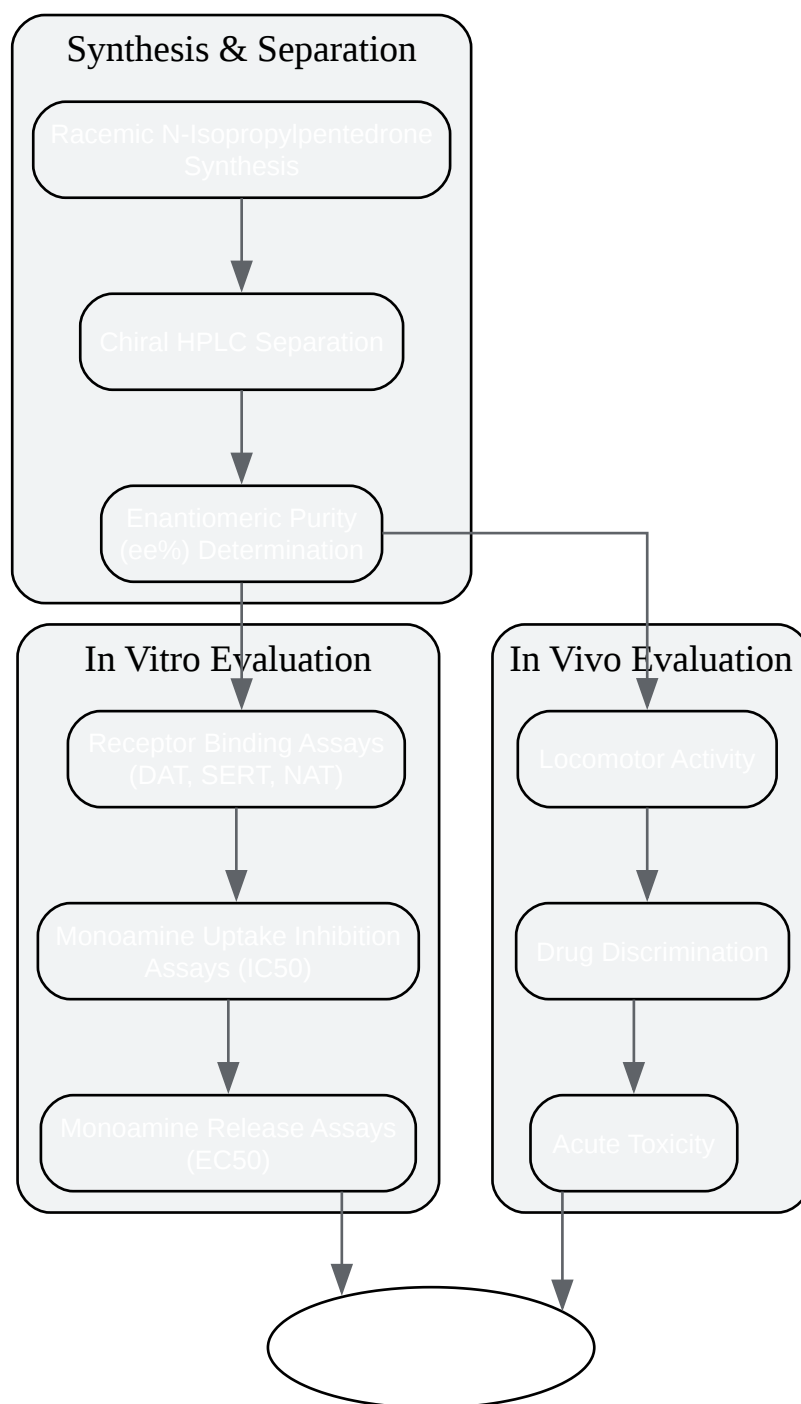 Synthesis & Separation
Racemic N-Isopropylpentedrone
Synthesis
Chiral HPLC Separation
Enantiomeric Purity
(ee%) Determination
In Vitro Evaluation
Receptor Binding Assays
(DAT, SERT, NAT)
Monoamine Uptake Inhibition
Assays (IC50)
Monoamine Release Assays
(EC50)
In Vivo Evaluation
Locomotor Activity
Drug Discrimination
Acute Toxicity